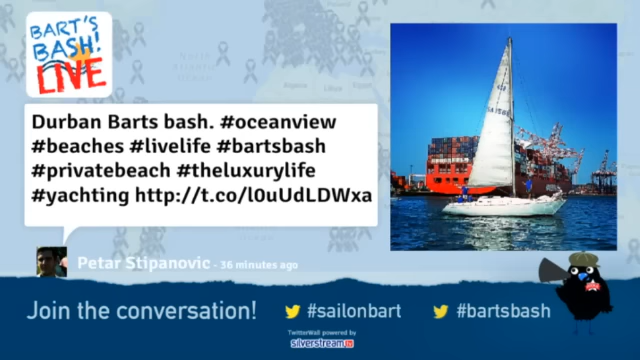 BART'S
BASH!
LIVE
Durban Barts bash. #oceanview
#beaches #livelife #bartsbash
#privatebeach #theluxurylife
#yachting http://t.co/l0uUdLDWxa
Petar Stipanovic - 36 minutes ago
Join the conversation!
#sailonbart
#bartsbash
TwitterWall powered by
silverstream